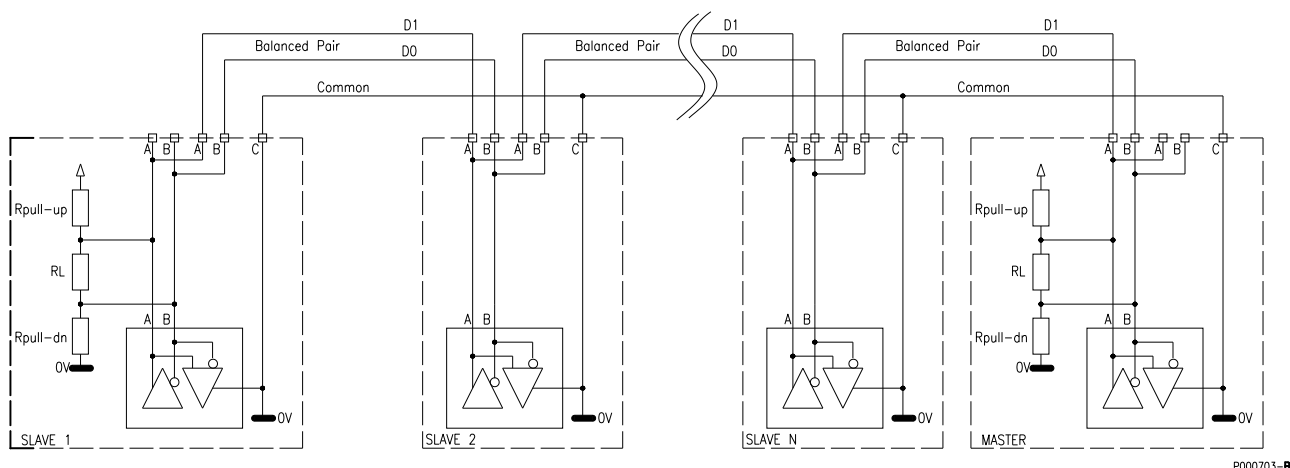 D1 D1 D1
Balanced Pair Balanced Pair Balanced Pair
D0 D0 D0
Common Common
A B A B C A B A B C A B A B C A B A B C
Rpull-up Rpull-up
RL RL
A B A B A B A B
Rpull-dn Rpull-dn
0V 0V
0V 0V 0V 0V
SLAVE 1 SLAVE 2 SLAVE N MASTER
P000703-B